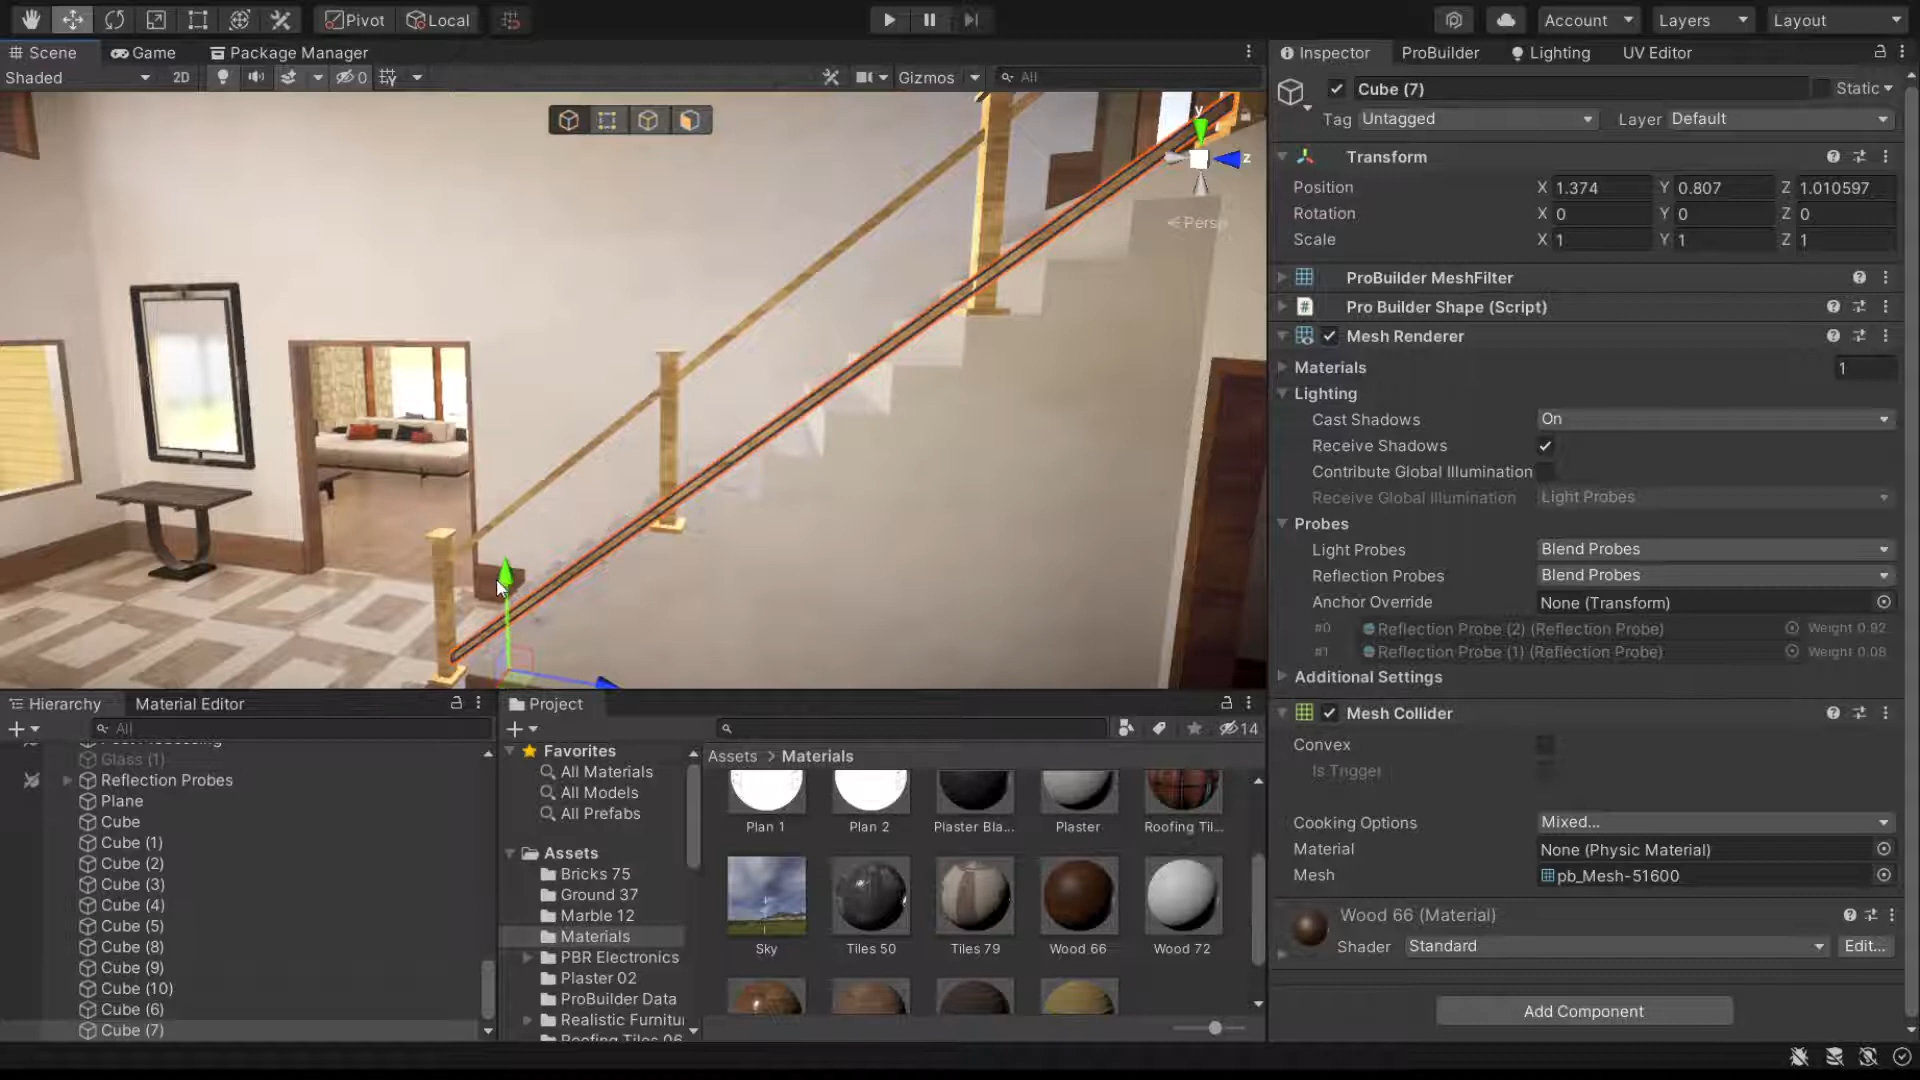 Pivot Local Account Layers Layout
Scene Game Package Manager
Inspector ProBuilder Lighting UV Editor
Shaded 2D 0 Gizmos All
Cube (7) Static
Tag Untagged Layer Default
y
z
Persp
Transform
Position X 1.374 Y 0.807 Z 1.010597
Rotation X 0 Y 0 Z 0
Scale X 1 Y 1 Z 1
ProBuilder MeshFilter
Pro Builder Shape (Script)
Mesh Renderer
Materials 1
Lighting
Cast Shadows On
Receive Shadows
Contribute Global Illumination
Receive Global Illumination Light Probes
Probes
Light Probes Blend Probes
Reflection Probes Blend Probes
Anchor Override None (Transform)
#0 Reflection Probe (2) (Reflection Probe) Weight 0.92
#1 Reflection Probe (1) (Reflection Probe) Weight 0.08
Additional Settings
Mesh Collider
Convex
Is Trigger
Cooking Options Mixed...
Material None (Physic Material)
Mesh pb_Mesh-51600
Wood 66 (Material)
Shader Standard Edit...
Add Component
Hierarchy Material Editor
All
Glass (1)
Reflection Probes
Plane
Cube
Cube (1)
Cube (2)
Cube (3)
Cube (4)
Cube (5)
Cube (8)
Cube (9)
Cube (10)
Cube (6)
Cube (7)
Project
14
Favorites
All Materials
All Models
All Prefabs
Assets
Bricks 75
Ground 37
Marble 12
Materials
PBR Electronics
Plaster 02
ProBuilder Data
Realistic Furnitu
Roofing Tiles 06
Assets > Materials
Plan 1 Plan 2 Plaster Bla... Plaster Roofing Til...
Sky Tiles 50 Tiles 79 Wood 66 Wood 72